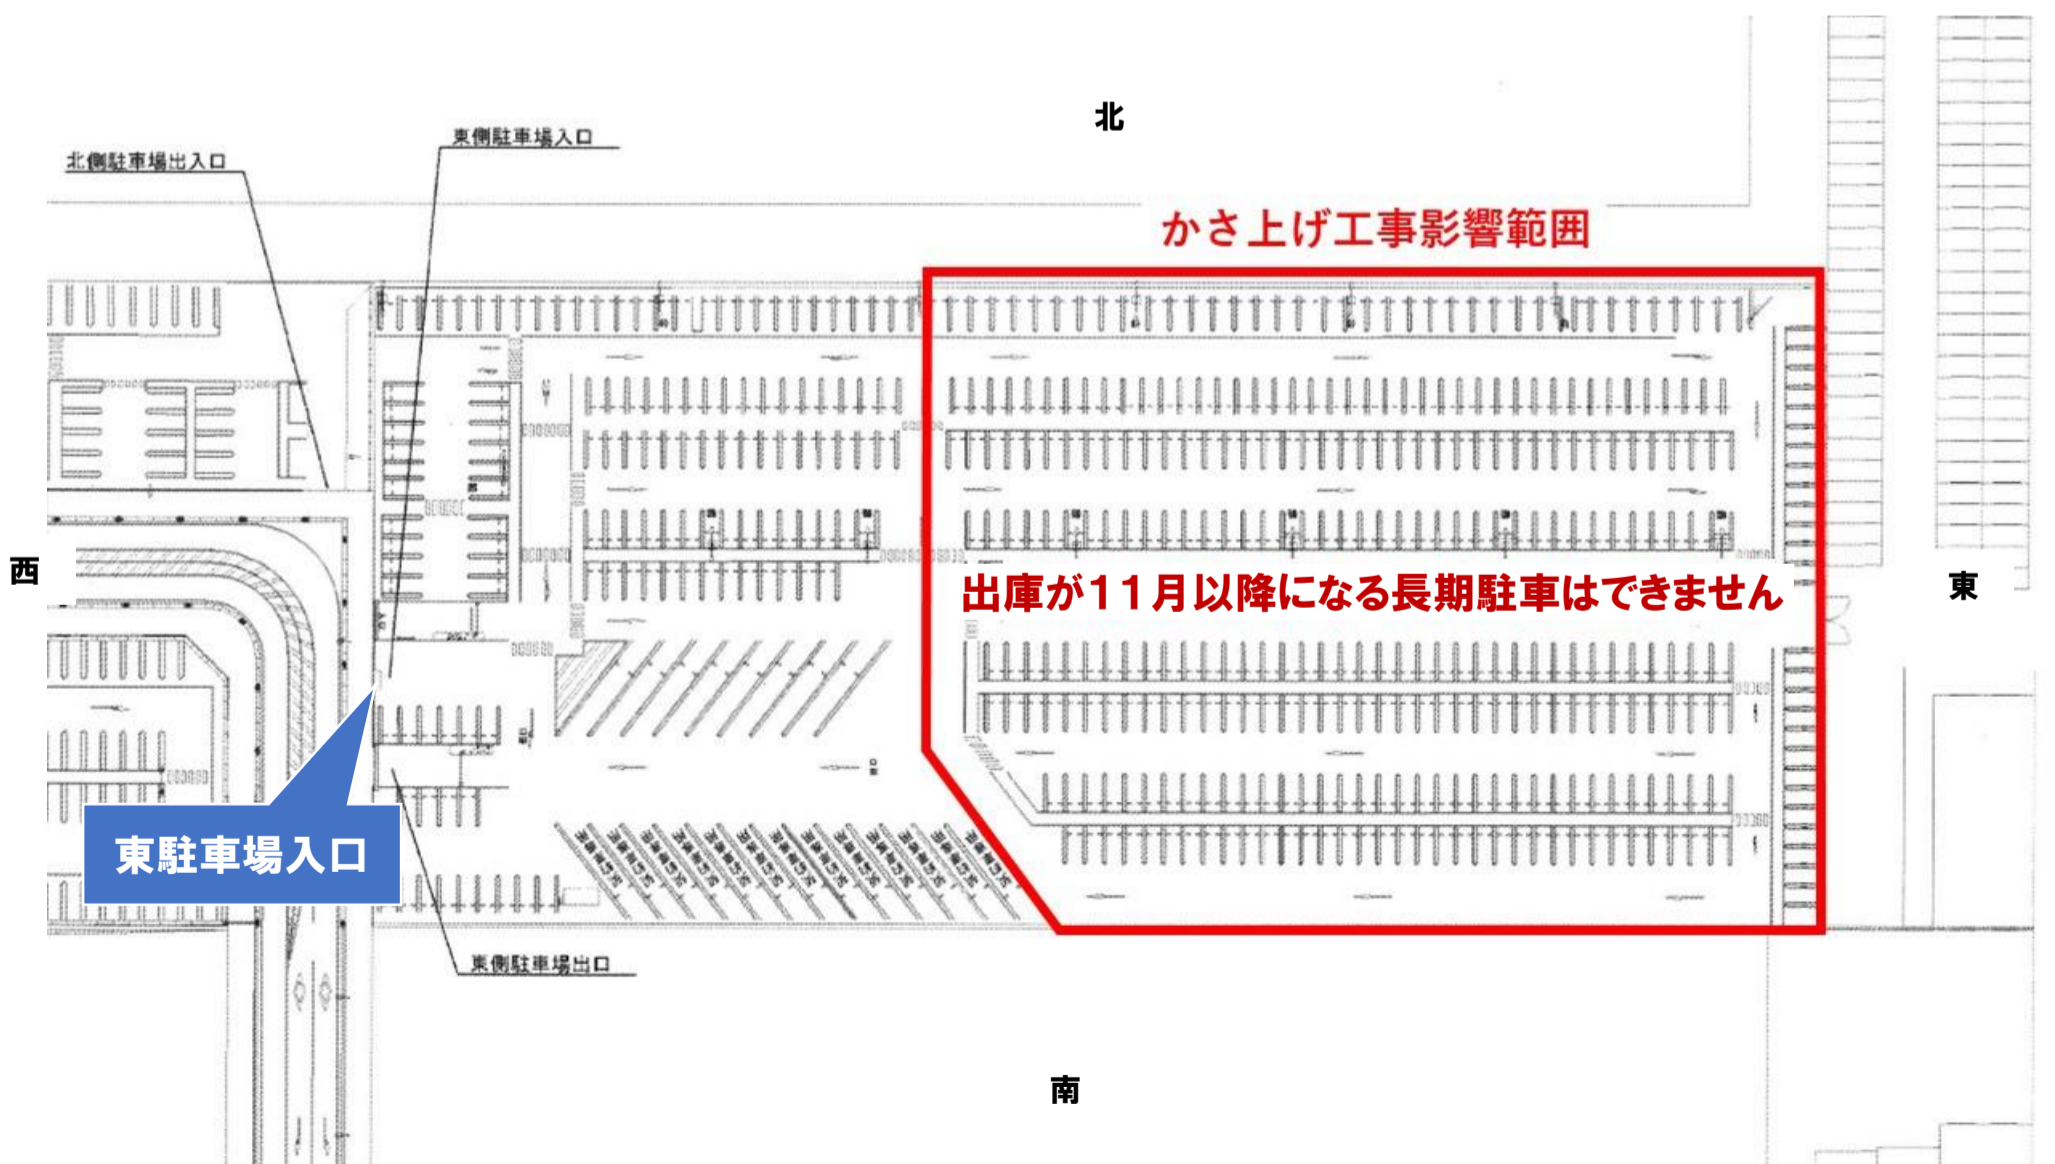 北
東側駐車場入口
北側駐車場出入口
かさ上げ工事影響範囲
西
出庫が11月以降になる長期駐車はできません
東
東駐車場入口
東側駐車場出口
南